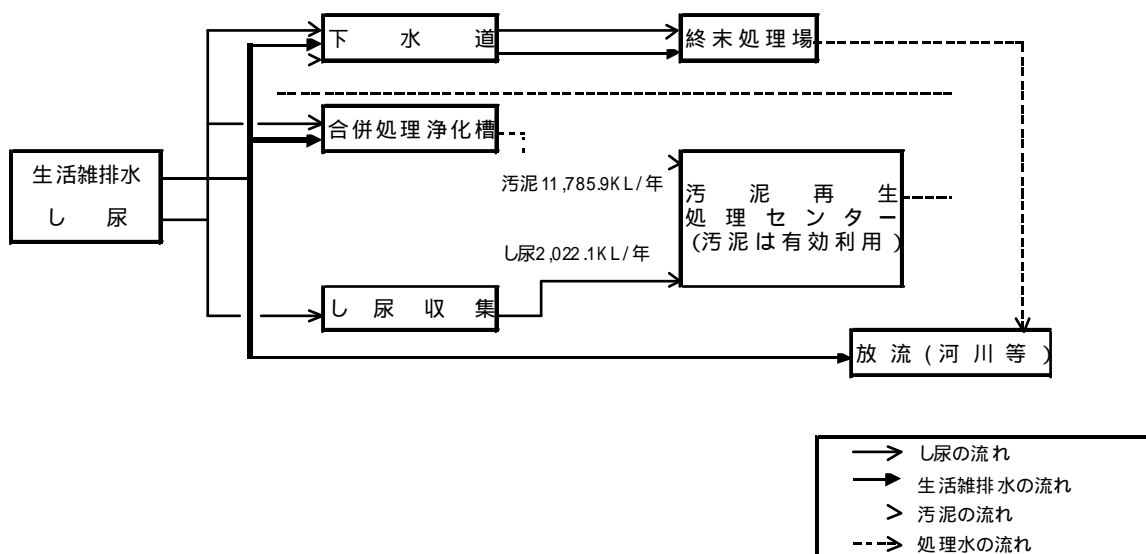 下水道
終末処理場
合併処理浄化槽
生活雑排水
し尿
汚泥11,785.9KL/年
汚泥再生
処理センター
(汚泥は有効利用)
し尿2,022.1KL/年
し尿収集
放流(河川等)
し尿の流れ
生活雑排水の流れ
汚泥の流れ
処理水の流れ